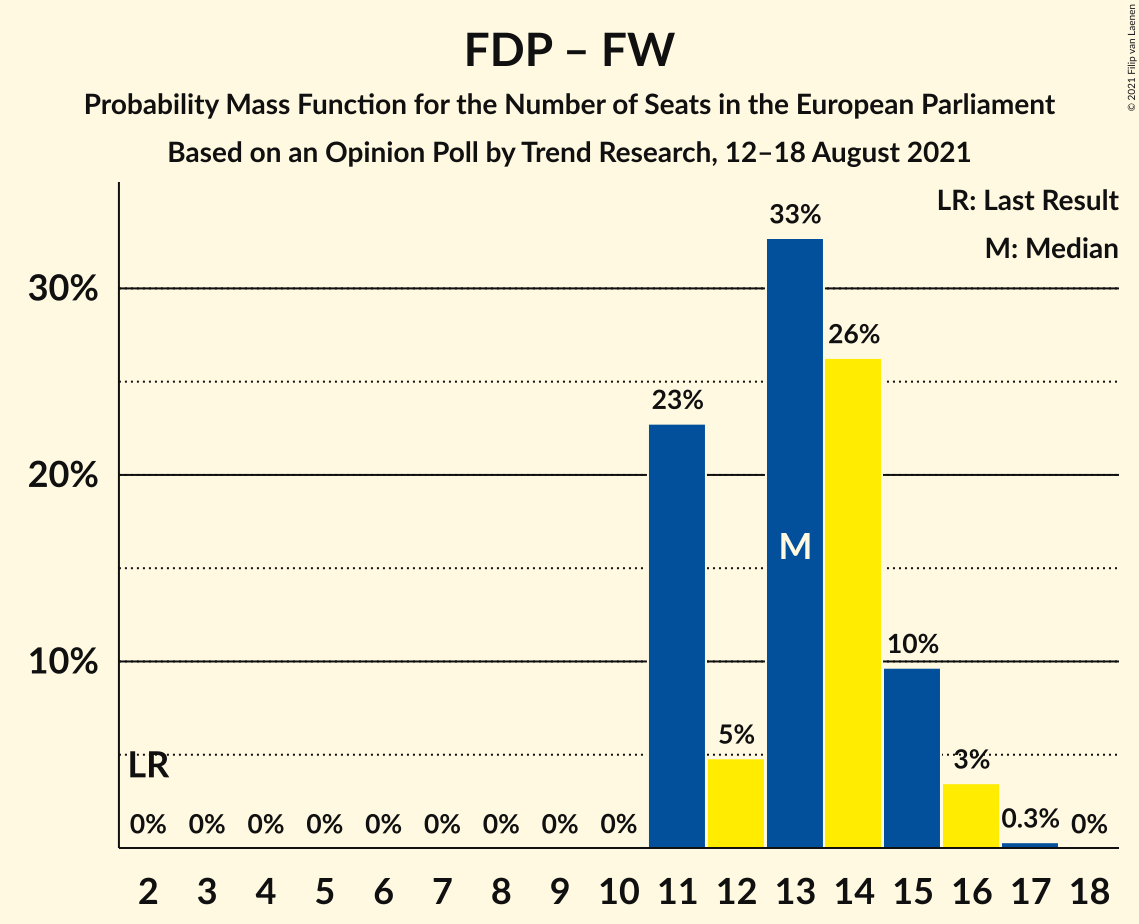 FDP – FW
Probability Mass Function for the Number of Seats in the European Parliament
Based on an Opinion Poll by Trend Research, 12–18 August 2021
© 2021 Filip van Laenen
LR: Last Result
M: Median
33%
30%
26%
23%
20%
M
10%
10%
5%
LR
3%
0% 0% 0% 0% 0% 0% 0% 0% 0% 0.3% 0%
2 3 4 5 6 7 8 9 10 11 12 13 14 15 16 17 18